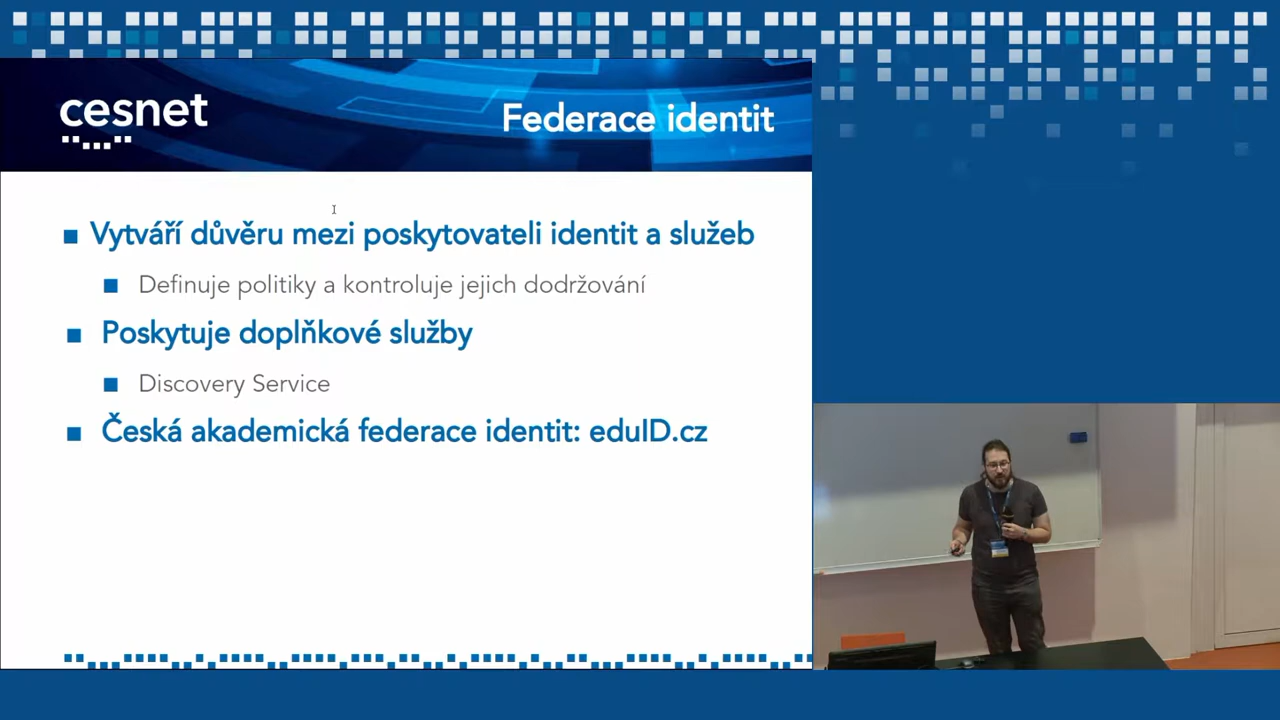 cesnet
Federace identit
Vytváří důvěru mezi poskytovateli identit a služeb
Definuje politiky a kontroluje jejich dodržování
Poskytuje doplňkové služby
Discovery Service
Česká akademická federace identit: eduID.cz